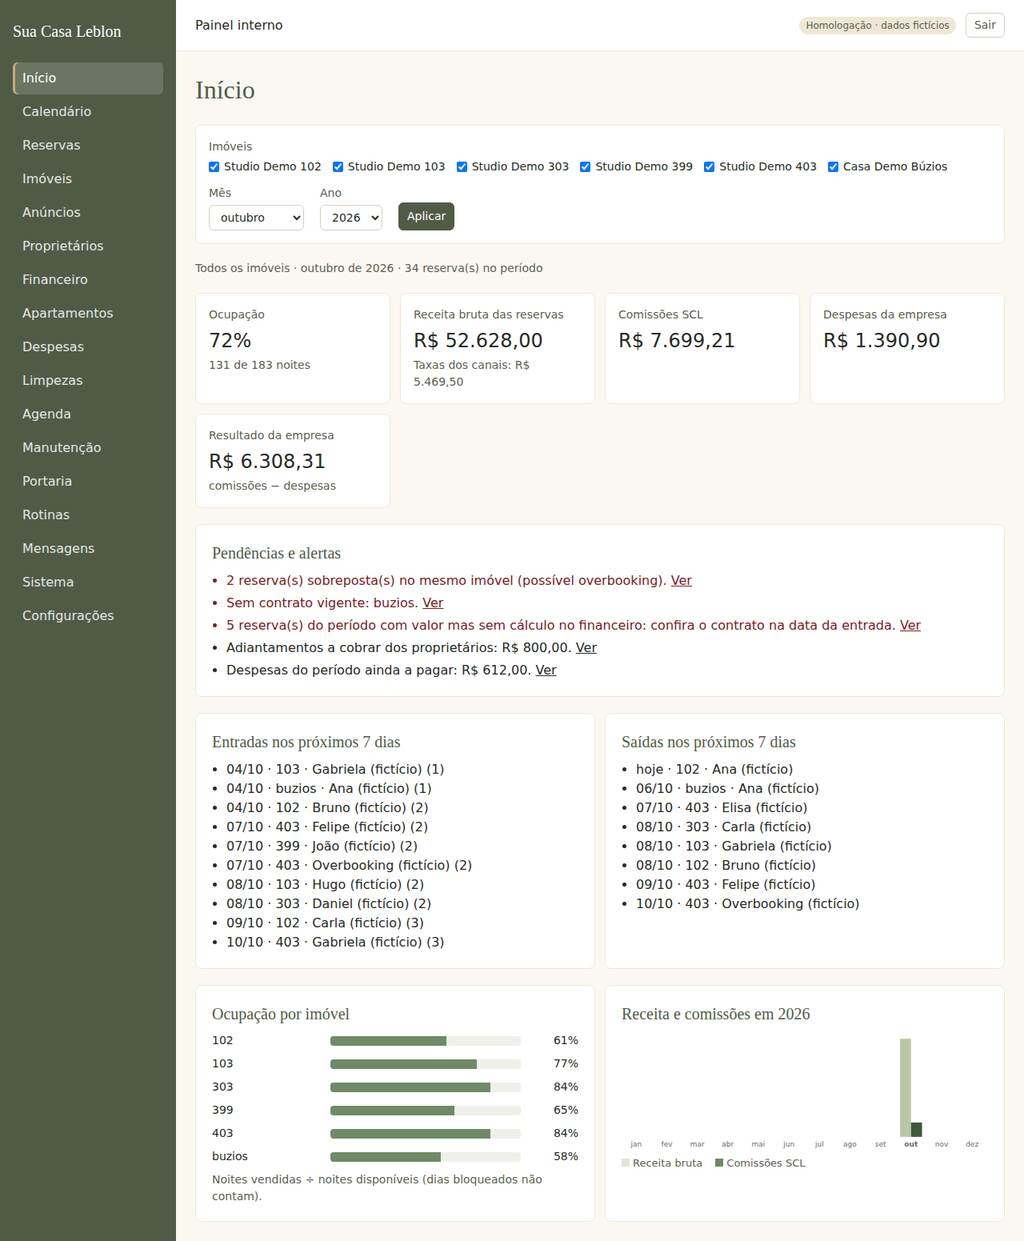 Sua Casa Leblon
Painel interno
Homologação · dados fictícios
Sair
Início
Calendário
Reservas
Imóveis
Anúncios
Proprietários
Financeiro
Apartamentos
Despesas
Limpezas
Agenda
Manutenção
Portaria
Rotinas
Mensagens
Sistema
Configurações
Início
Imóveis
Studio Demo 102 Studio Demo 103 Studio Demo 303 Studio Demo 399 Studio Demo 403 Casa Demo Búzios
Mês Ano
outubro 2026 Aplicar
Todos os imóveis · outubro de 2026 · 34 reserva(s) no período
Ocupação
72%
131 de 183 noites
Receita bruta das reservas
R$ 52.628,00
Taxas dos canais: R$
5.469,50
Comissões SCL
R$ 7.699,21
Despesas da empresa
R$ 1.390,90
Resultado da empresa
R$ 6.308,31
comissões − despesas
Pendências e alertas
• 2 reserva(s) sobreposta(s) no mesmo imóvel (possível overbooking). Ver
• Sem contrato vigente: buzios. Ver
• 5 reserva(s) do período com valor mas sem cálculo no financeiro: confira o contrato na data da entrada. Ver
• Adiantamentos a cobrar dos proprietários: R$ 800,00. Ver
• Despesas do período ainda a pagar: R$ 612,00. Ver
Entradas nos próximos 7 dias
• 04/10 · 103 · Gabriela (fictício) (1)
• 04/10 · buzios · Ana (fictício) (1)
• 04/10 · 102 · Bruno (fictício) (2)
• 07/10 · 403 · Felipe (fictício) (2)
• 07/10 · 399 · João (fictício) (2)
• 07/10 · 403 · Overbooking (fictício) (2)
• 08/10 · 103 · Hugo (fictício) (2)
• 08/10 · 303 · Daniel (fictício) (2)
• 09/10 · 102 · Carla (fictício) (3)
• 10/10 · 403 · Gabriela (fictício) (3)
Saídas nos próximos 7 dias
• hoje · 102 · Ana (fictício)
• 06/10 · buzios · Ana (fictício)
• 07/10 · 403 · Elisa (fictício)
• 08/10 · 303 · Carla (fictício)
• 08/10 · 103 · Gabriela (fictício)
• 08/10 · 102 · Bruno (fictício)
• 09/10 · 403 · Felipe (fictício)
• 10/10 · 403 · Overbooking (fictício)
Ocupação por imóvel
102 61%
103 77%
303 84%
399 65%
403 84%
buzios 58%
Noites vendidas ÷ noites disponíveis (dias bloqueados não
contam).
Receita e comissões em 2026
jan fev mar abr mai jun jul ago set out nov dez
Receita bruta Comissões SCL